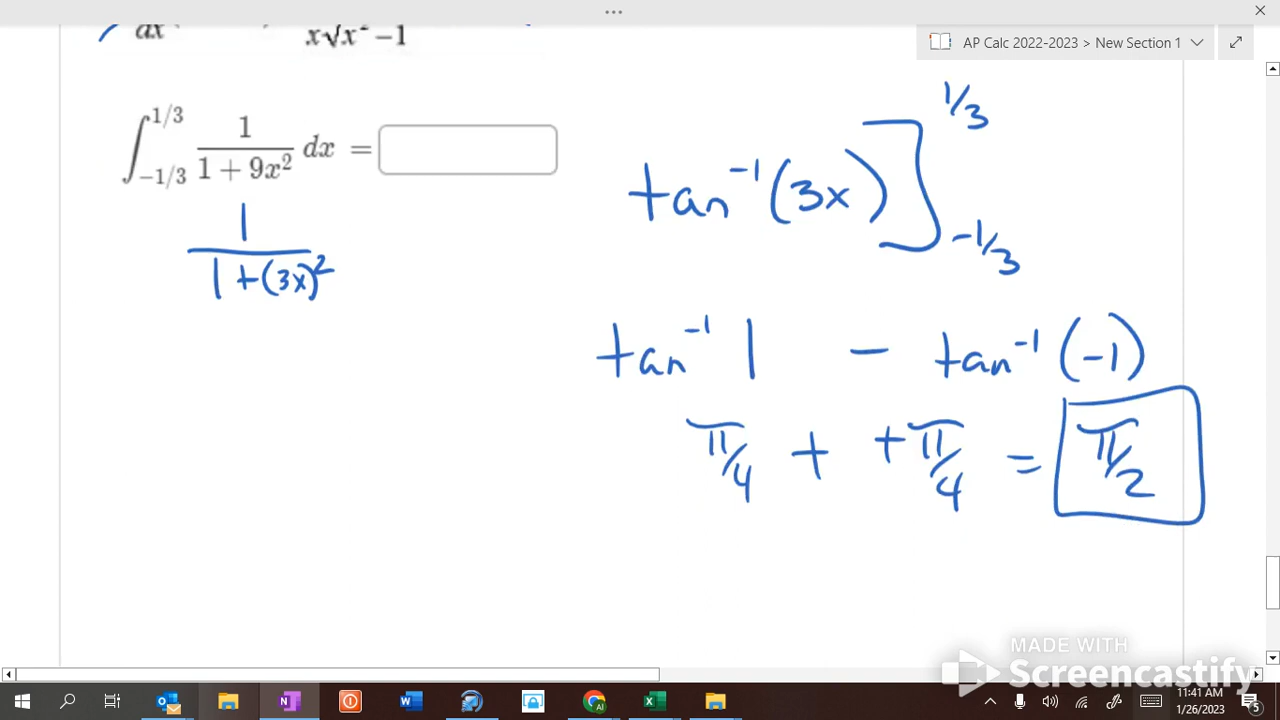 ...
AP Calc 2022-2023 > New Section 1
dx
x√x² −1
∫_{−1/3}^{1/3} 1/(1 + 9x²) dx =
1/(1+(3x)²)
tan⁻¹(3x)]_{-1/3}^{1/3}
tan⁻¹ 1 − tan⁻¹(-1)
π/4 + +π/4 = π/2
MADE WITH
Screencastify
11:41 AM
1/26/2023
5